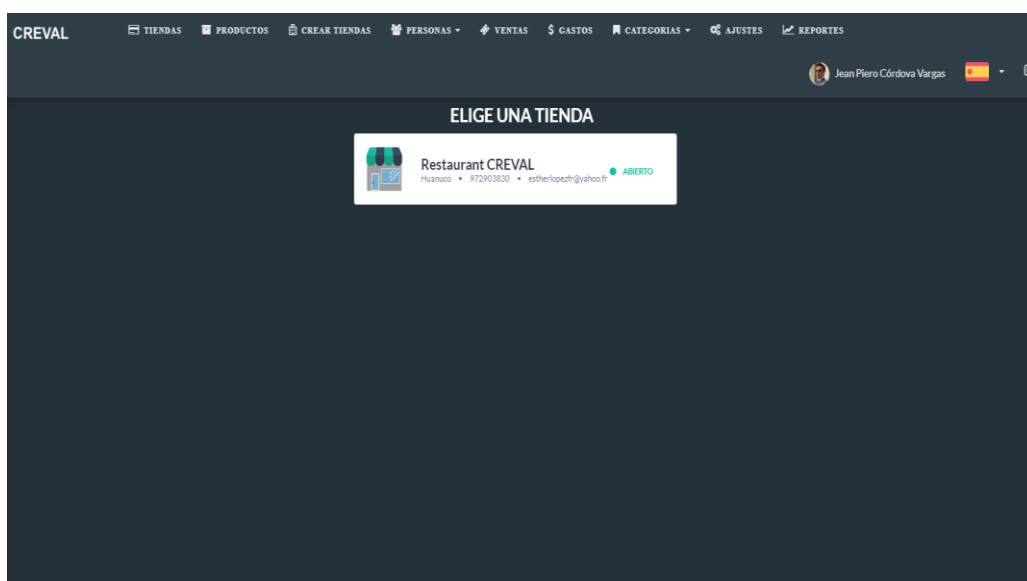 CREVAL TIENDAS PRODUCTOS CREAR TIENDAS PERSONAS VENTAS $ GASTOS CATEGORIAS AJUSTES REPORTES
Jean Piero Córdova Vargas
ELIGE UNA TIENDA
Restaurant CREVAL
Huanuco • 972903830 • estherlopezfr@yahoo.fr
ABIERTO